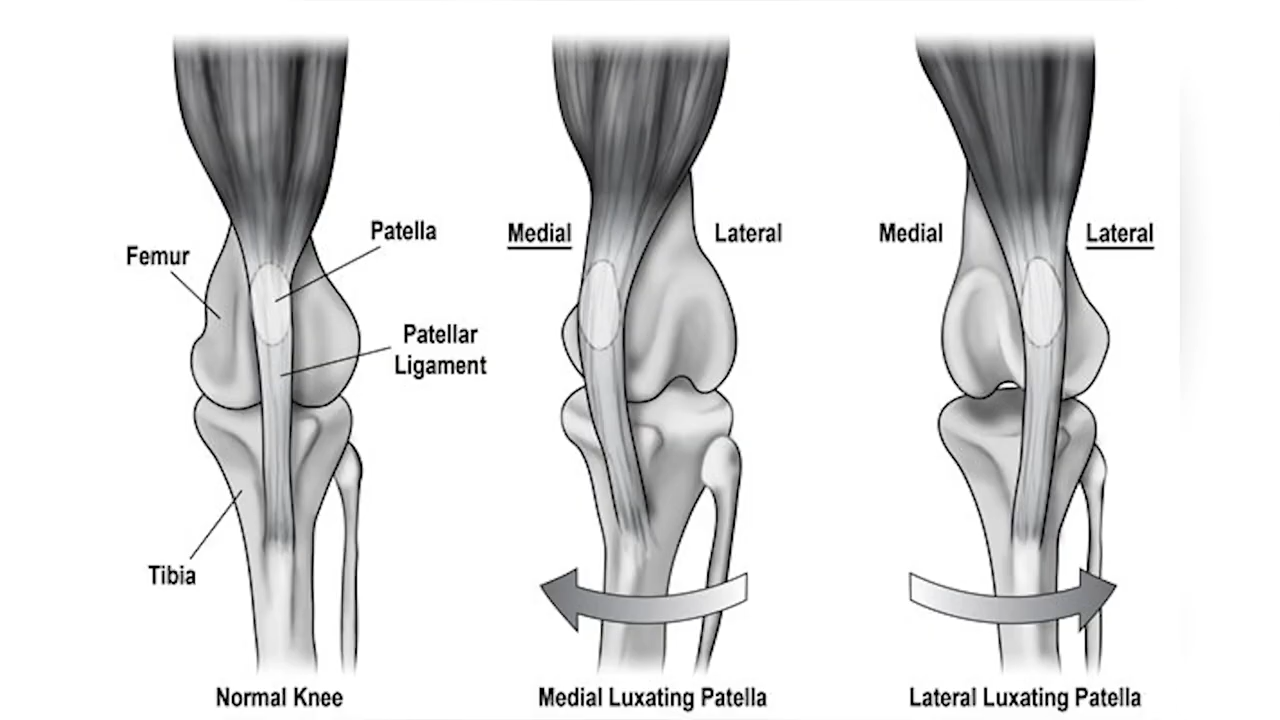 Femur
Patella
Patellar
Ligament
Tibia
Normal Knee
Medial
Lateral
Medial Luxating Patella
Medial
Lateral
Lateral Luxating Patella